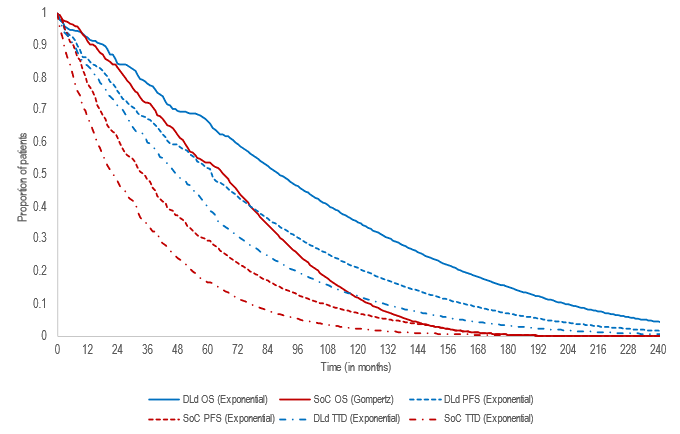 1
0.9
0.8
0.7
0.6
0.5
0.4
0.3
0.2
0.1
0
Proportion of patients
0 12 24 36 48 60 72 84 96 108 120 132 144 156 168 180 192 204 216 228 240
Time (in months)
DLd OS (Exponential) SoC OS (Gompertz) DLd PFS (Exponential)
SoC PFS (Exponential) DLd TTD (Exponential) SoC TTD (Exponential)